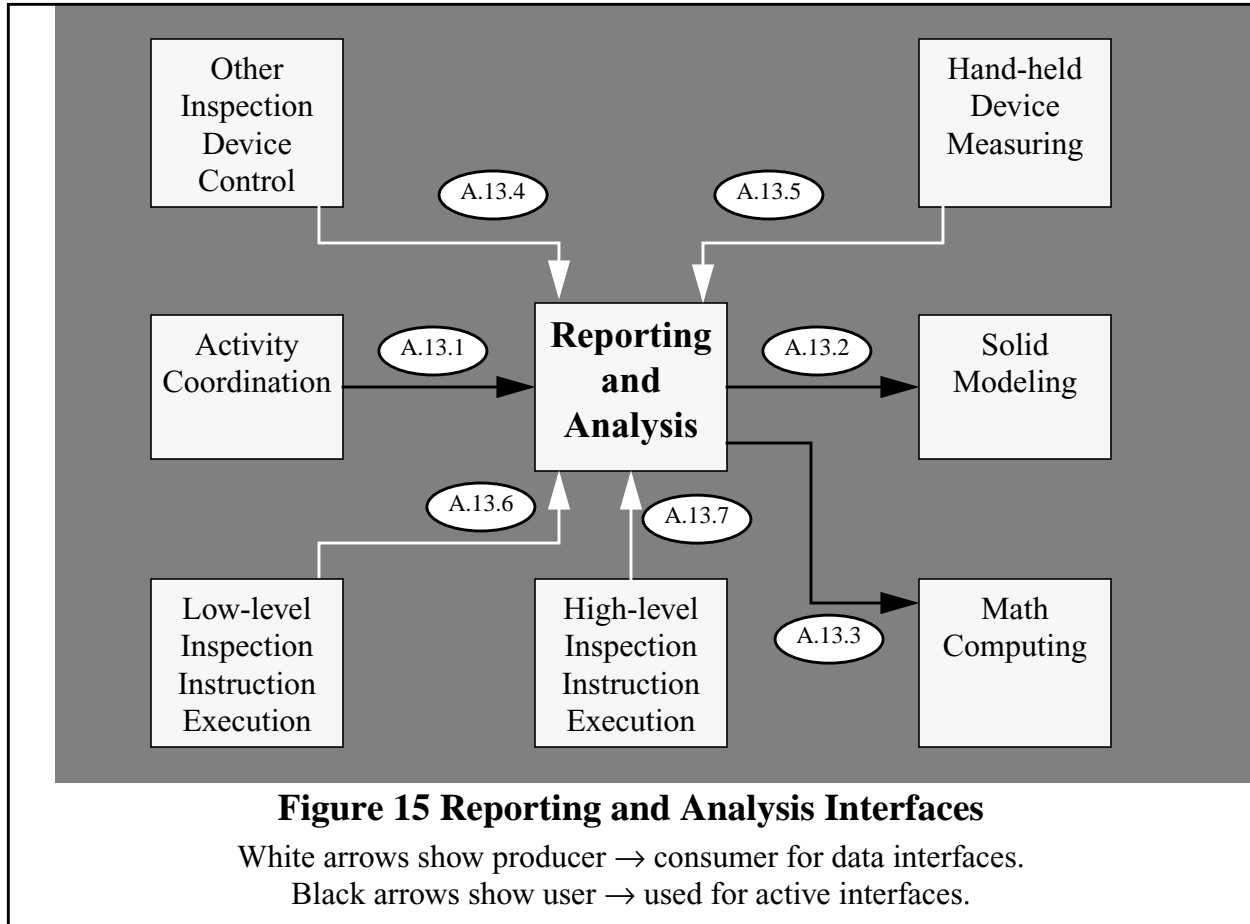 Other
Inspection
Device
Control
Hand-held
Device
Measuring
A.13.4
A.13.5
Activity
Coordination
A.13.1
Reporting
and
Analysis
A.13.2
Solid
Modeling
A.13.6
A.13.7
Low-level
Inspection
Instruction
Execution
High-level
Inspection
Instruction
Execution
A.13.3
Math
Computing
Figure 15 Reporting and Analysis Interfaces
White arrows show producer → consumer for data interfaces.
Black arrows show user → used for active interfaces.